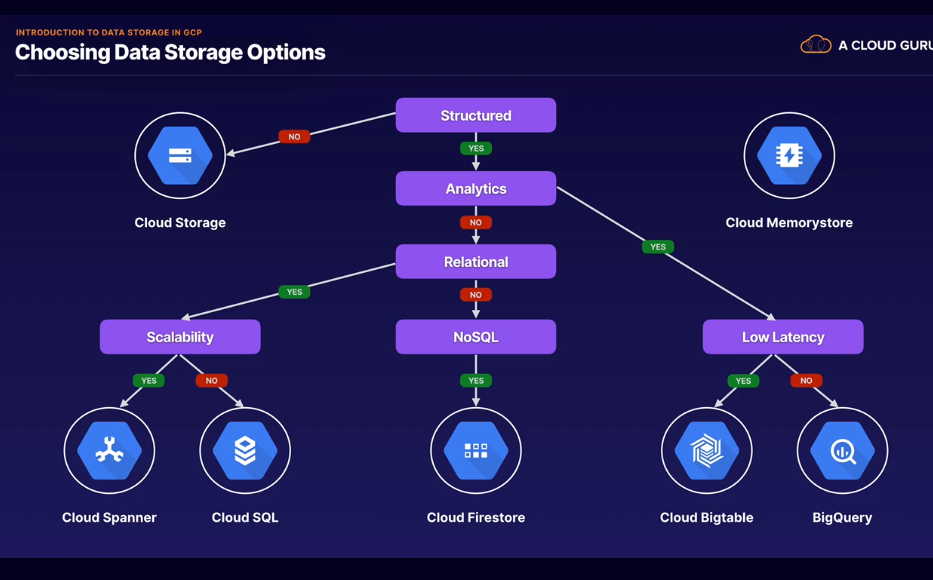 INTRODUCTION TO DATA STORAGE IN GCP
Choosing Data Storage Options
A CLOUD GURU
Structured
NO
YES
Cloud Storage
Analytics
Cloud Memorystore
NO
YES
Relational
YES
NO
Scalability
NoSQL
Low Latency
YES
NO
YES
YES
NO
Cloud Spanner
Cloud SQL
Cloud Firestore
Cloud Bigtable
BigQuery